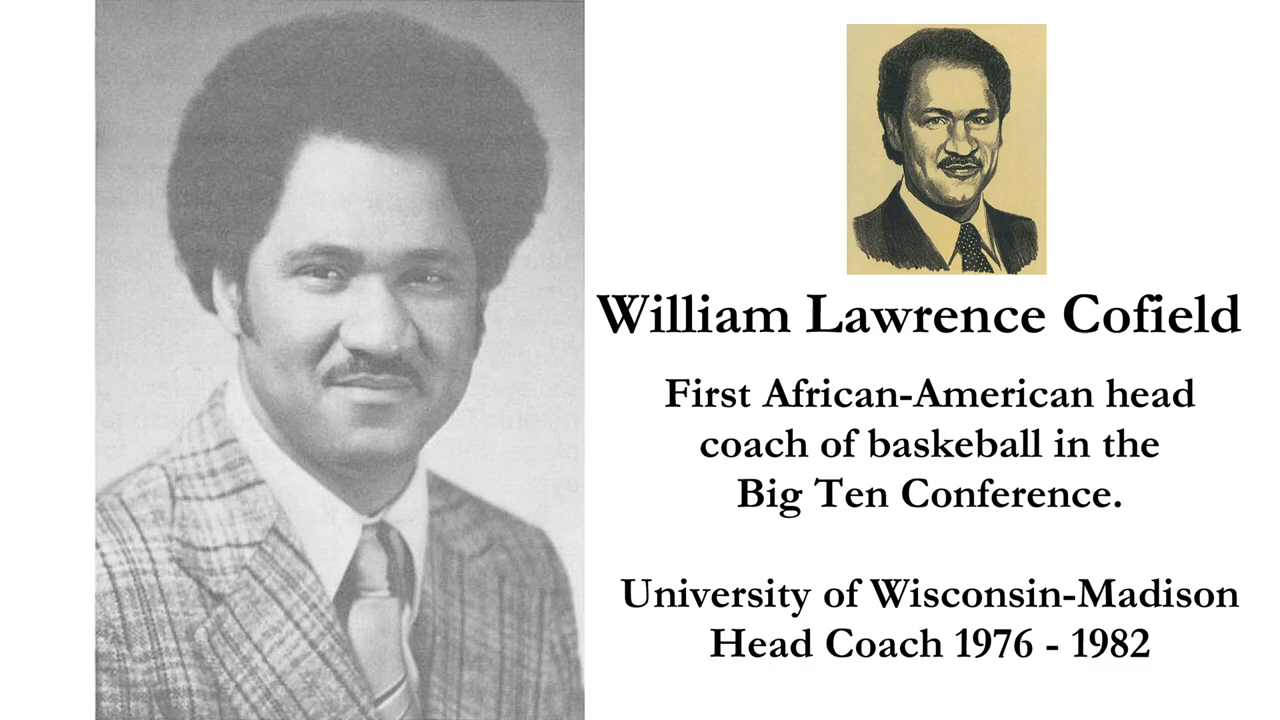 William Lawrence Cofield
First African-American head
coach of baskeball in the
Big Ten Conference.
University of Wisconsin-Madison
Head Coach 1976 - 1982